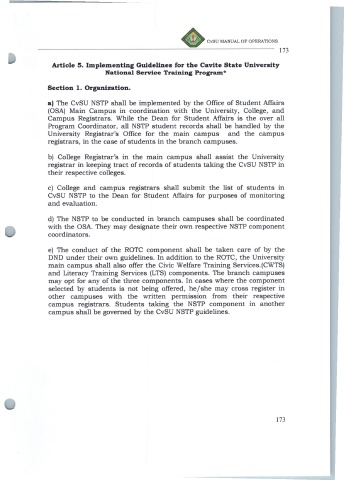 CvSU MANUAL OF OPERATIONS
173
Article 5. Implementing Guidelines for the Cavite State University
National Service Training Program*
Section 1. Organization.
a) The CvSU NSTP shall be implemented by the Office of Student Affairs
(OSA) Main Campus in coordination with the University, College, and
Campus Registrars. While the Dean for Student Affairs is the over all
Program Coordinator, all NSTP student records shall be handled by the
University Registrar's Office for the main campus and the campus
registrars, in the case of students in the branch campuses.
b) College Registrar's in the main campus shall assist the University
registrar in keeping tract of records of students taking the CvSU NSTP in
their respective colleges.
c) College and campus registrars shall submit the list of students in
CvSU NSTP to the Dean for Student Affairs for purposes of monitoring
and evaluation.
d) The NSTP to be conducted in branch campuses shall be coordinated
with the OSA. They may designate their own respective NSTP component
coordinators.
e) The conduct of the ROTC component shall be taken care of by the
DND under their own guidelines. In addition to the ROTC, the University
main campus shall also offer the Civic Welfare Training Services.(CWTS)
and Literacy Training Services (LTS) components. The branch campuses
may opt for any of the three components. In cases where the component
selected by students is not being offered, he/she may cross register in
other campuses with the written permission from their respective
campus registrars. Students taking the NSTP component in another
campus shall be governed by the CvSU NSTP guidelines.
173